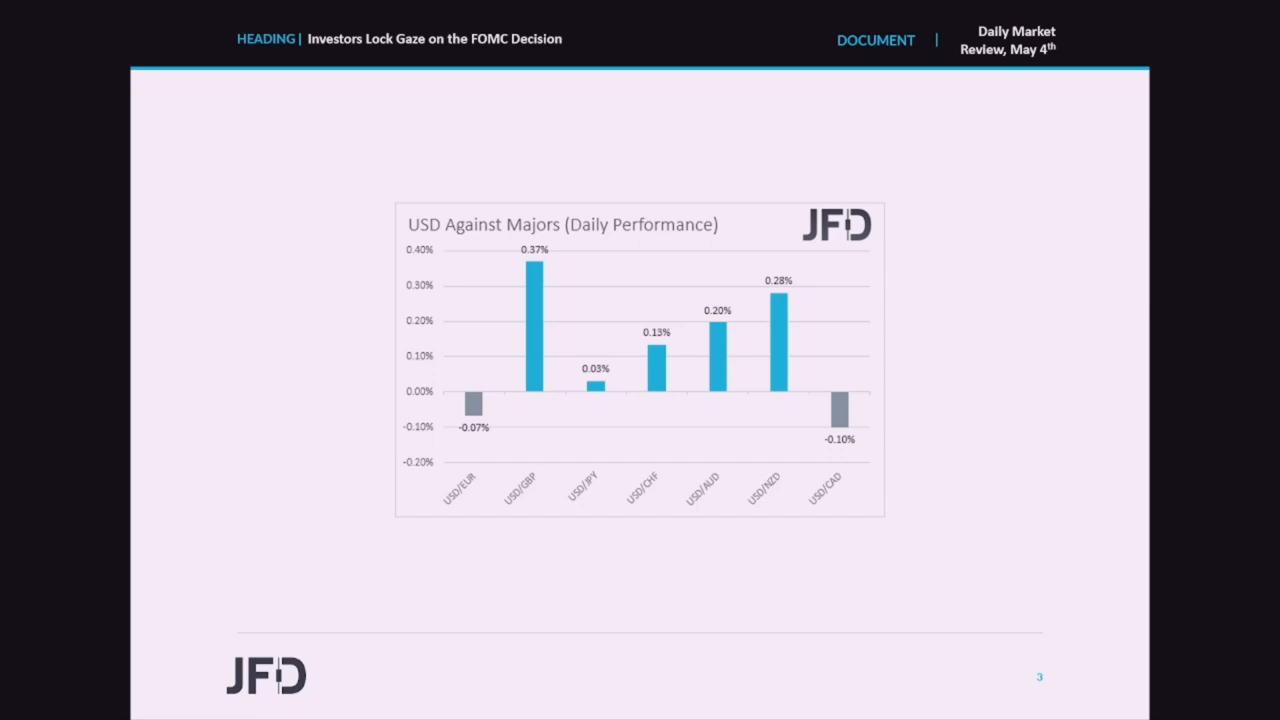 HEADING | Investors Lock Gaze on the FOMC Decision
DOCUMENT |
Daily Market
Review, May 4th
USD Against Majors (Daily Performance)
JFD
0.40%
0.30%
0.20%
0.10%
0.00%
-0.10%
-0.20%
-0.07%
0.37%
0.03%
0.13%
0.20%
0.28%
-0.10%
USD/EUR
USD/GBP
USD/JPY
USD/CHF
USD/AUD
USD/NZD
USD/CAD
JFD
3